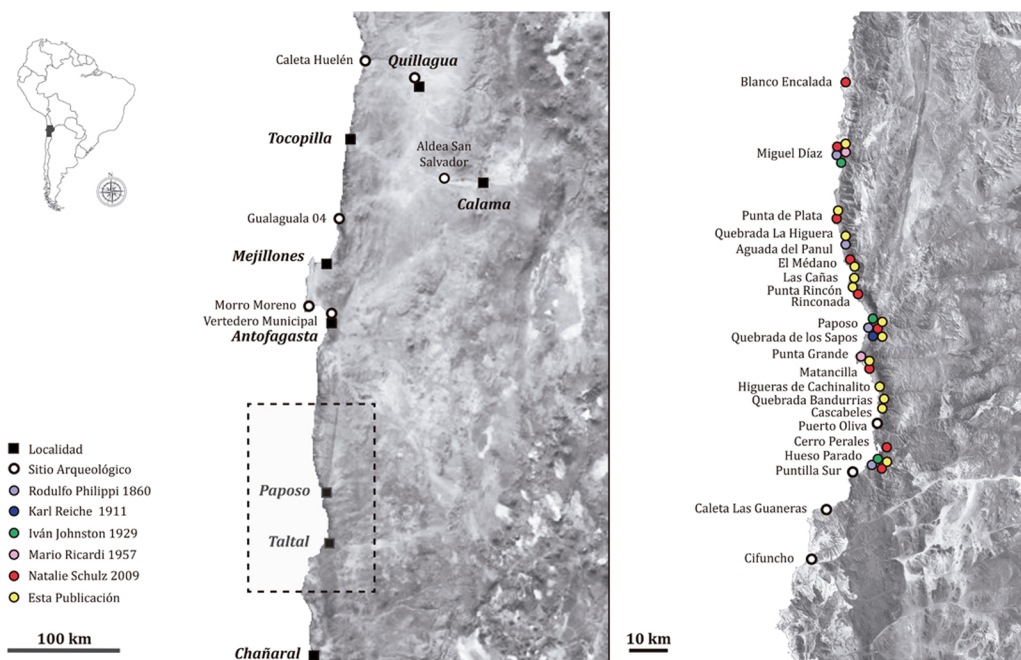 Caleta Huelén
Quillagua
Tocopilla
Aldea San
Salvador
Calama
Gualaguala 04
Mejillones
Morro Moreno
Vertedero Municipal
Antofagasta
Paposo
Taltal
Chañaral
Localidad
Sitio Arqueológico
Rodulfo Philippi 1860
Karl Reiche 1911
Iván Johnston 1929
Mario Ricardi 1957
Natalie Schulz 2009
Esta Publicación
100 km
Blanco Encalada
Miguel Díaz
Punta de Plata
Quebrada La Higuera
Aguada del Panul
El Médano
Las Cañas
Punta Rincón
Rinconada
Paposo
Quebrada de los Sapos
Punta Grande
Matancilla
Higueras de Cachinalito
Quebrada Bandurrias
Cascabeles
Puerto Oliva
Cerro Perales
Hueso Parado
Puntilla Sur
Caleta Las Guaneras
Cifuncho
10 km